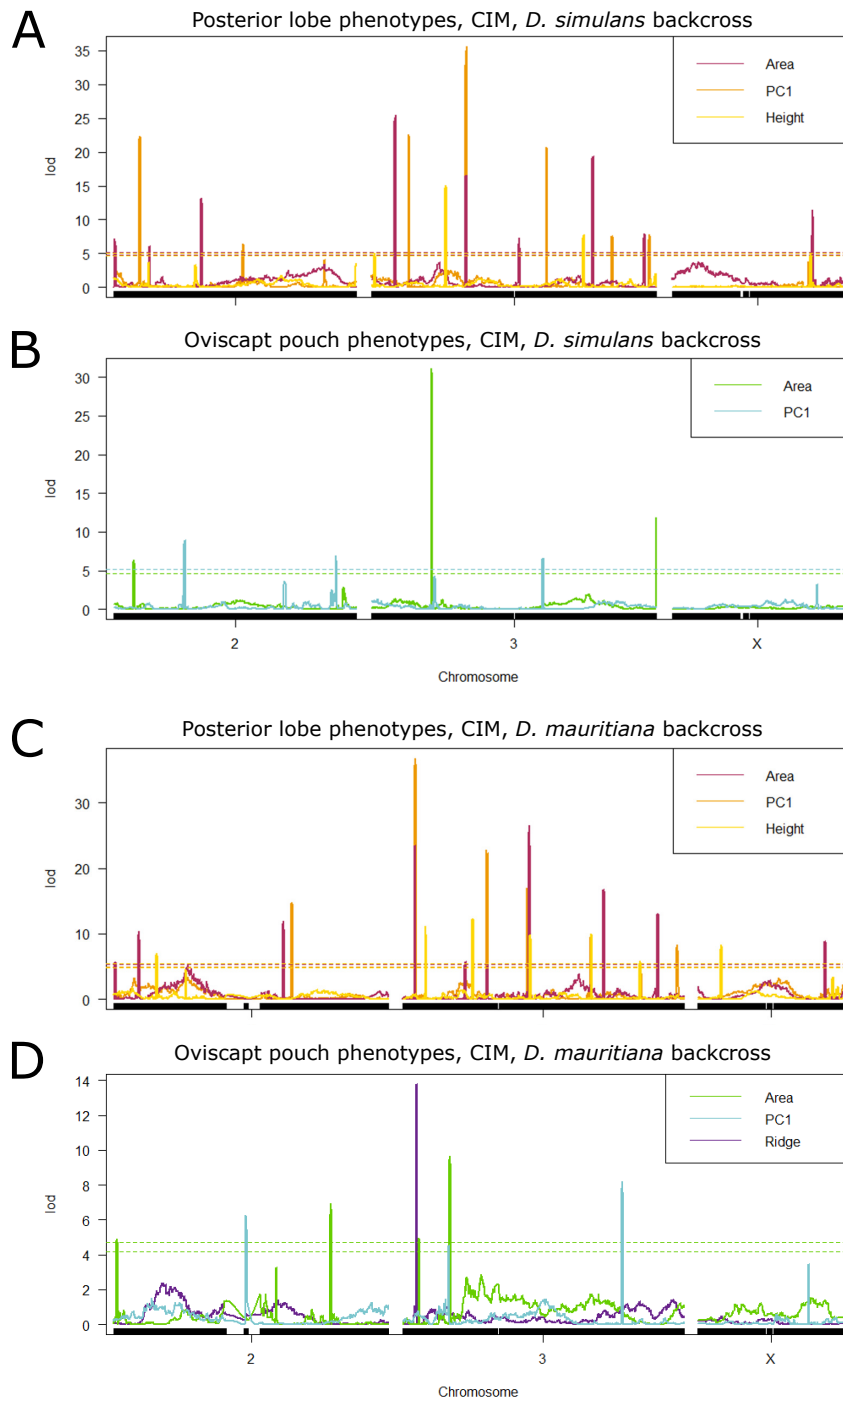 A
Posterior lobe phenotypes, CIM, D. simulans backcross
lod
35
30
25
20
15
10
5
0
Area
PC1
Height
B
Oviscapt pouch phenotypes, CIM, D. simulans backcross
lod
30
25
20
15
10
5
0
Area
PC1
2 3 X
Chromosome
C
Posterior lobe phenotypes, CIM, D. mauritiana backcross
lod
30
20
10
0
Area
PC1
Height
D
Oviscapt pouch phenotypes, CIM, D. mauritiana backcross
lod
14
12
10
8
6
4
2
0
Area
PC1
Ridge
2 3 X
Chromosome